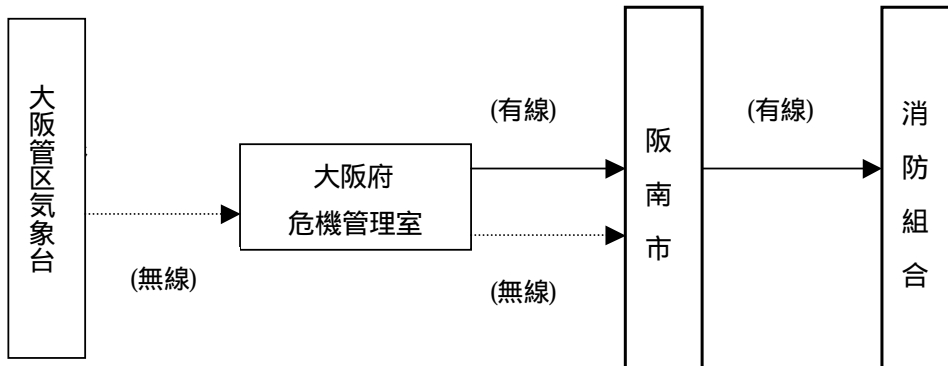 大阪管区気象台
(無線)
大阪府
危機管理室
(有線)
(無線)
阪南市
(有線)
消防組合